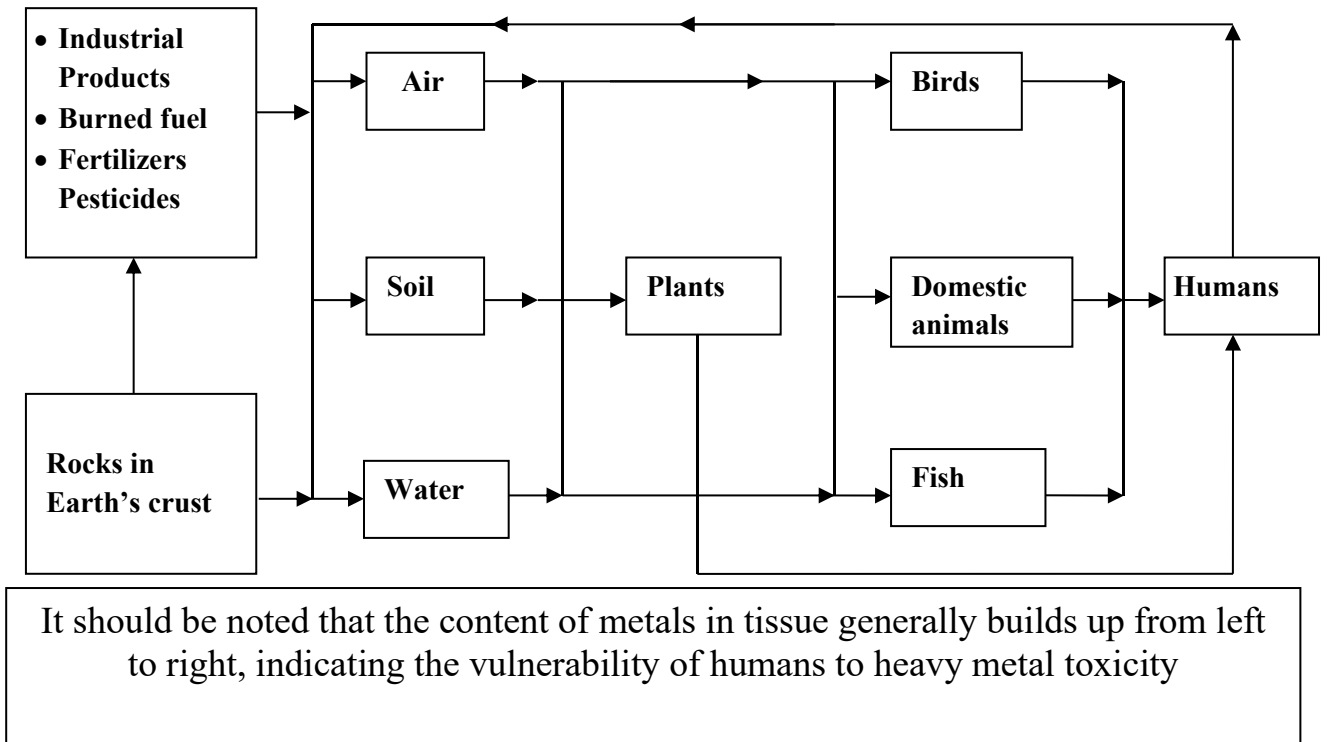 • Industrial
Products
• Burned fuel
• Fertilizers
Pesticides
Air
Birds
Soil
Plants
Domestic
animals
Humans
Rocks in
Earth’s crust
Water
Fish
It should be noted that the content of metals in tissue generally builds up from left
to right, indicating the vulnerability of humans to heavy metal toxicity